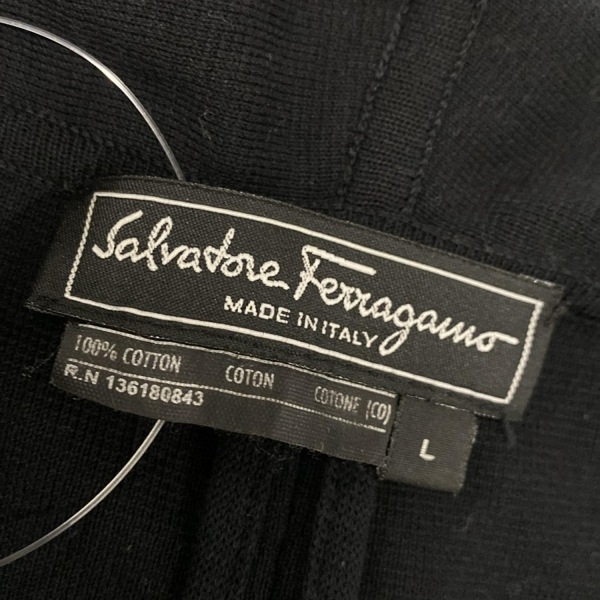 Salvatore Ferragamo
MADE IN ITALY
100% COTTON COTON COTONE (CO)
R.N 136180843
L